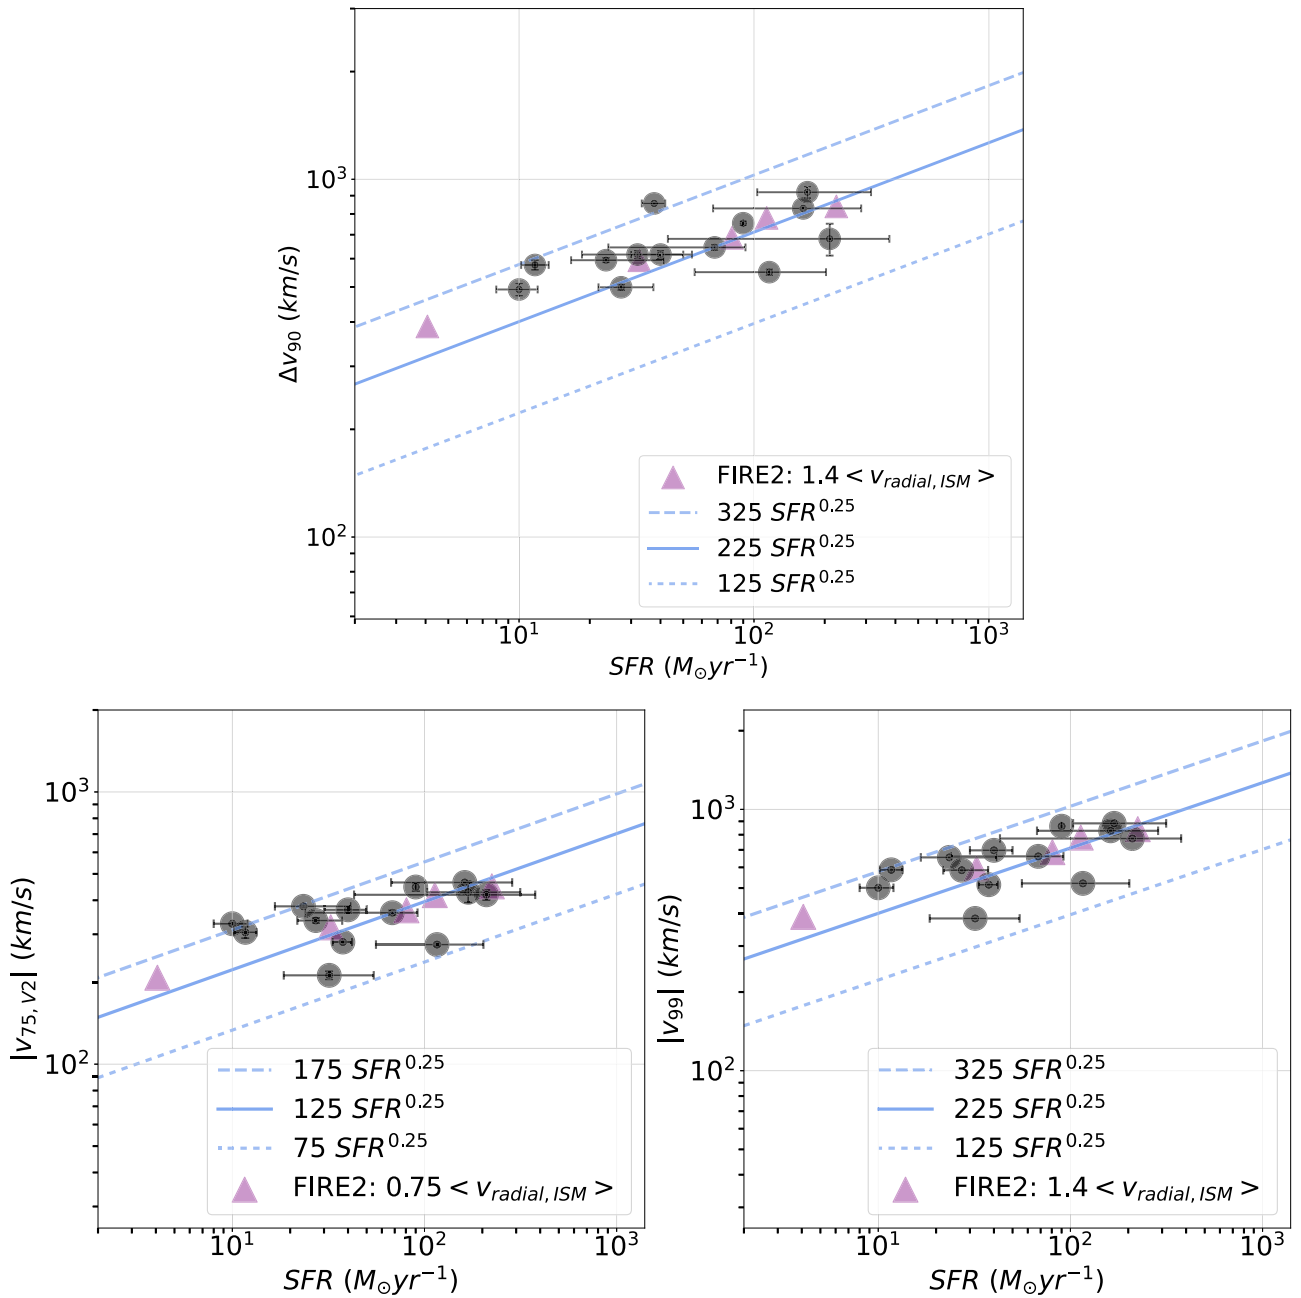 10³
10²
Δv₉₀ (km/s)
FIRE2: 1.4 < v_radial, ISM >
325 SFR^0.25
225 SFR^0.25
125 SFR^0.25
10¹ 10² 10³
SFR (M⊙yr⁻¹)
10³
10²
|v₇₅, V2| (km/s)
175 SFR^0.25
125 SFR^0.25
75 SFR^0.25
FIRE2: 0.75 < v_radial, ISM >
10¹ 10² 10³
SFR (M⊙yr⁻¹)
10³
10²
|v₉₉| (km/s)
325 SFR^0.25
225 SFR^0.25
125 SFR^0.25
FIRE2: 1.4 < v_radial, ISM >
10¹ 10² 10³
SFR (M⊙yr⁻¹)